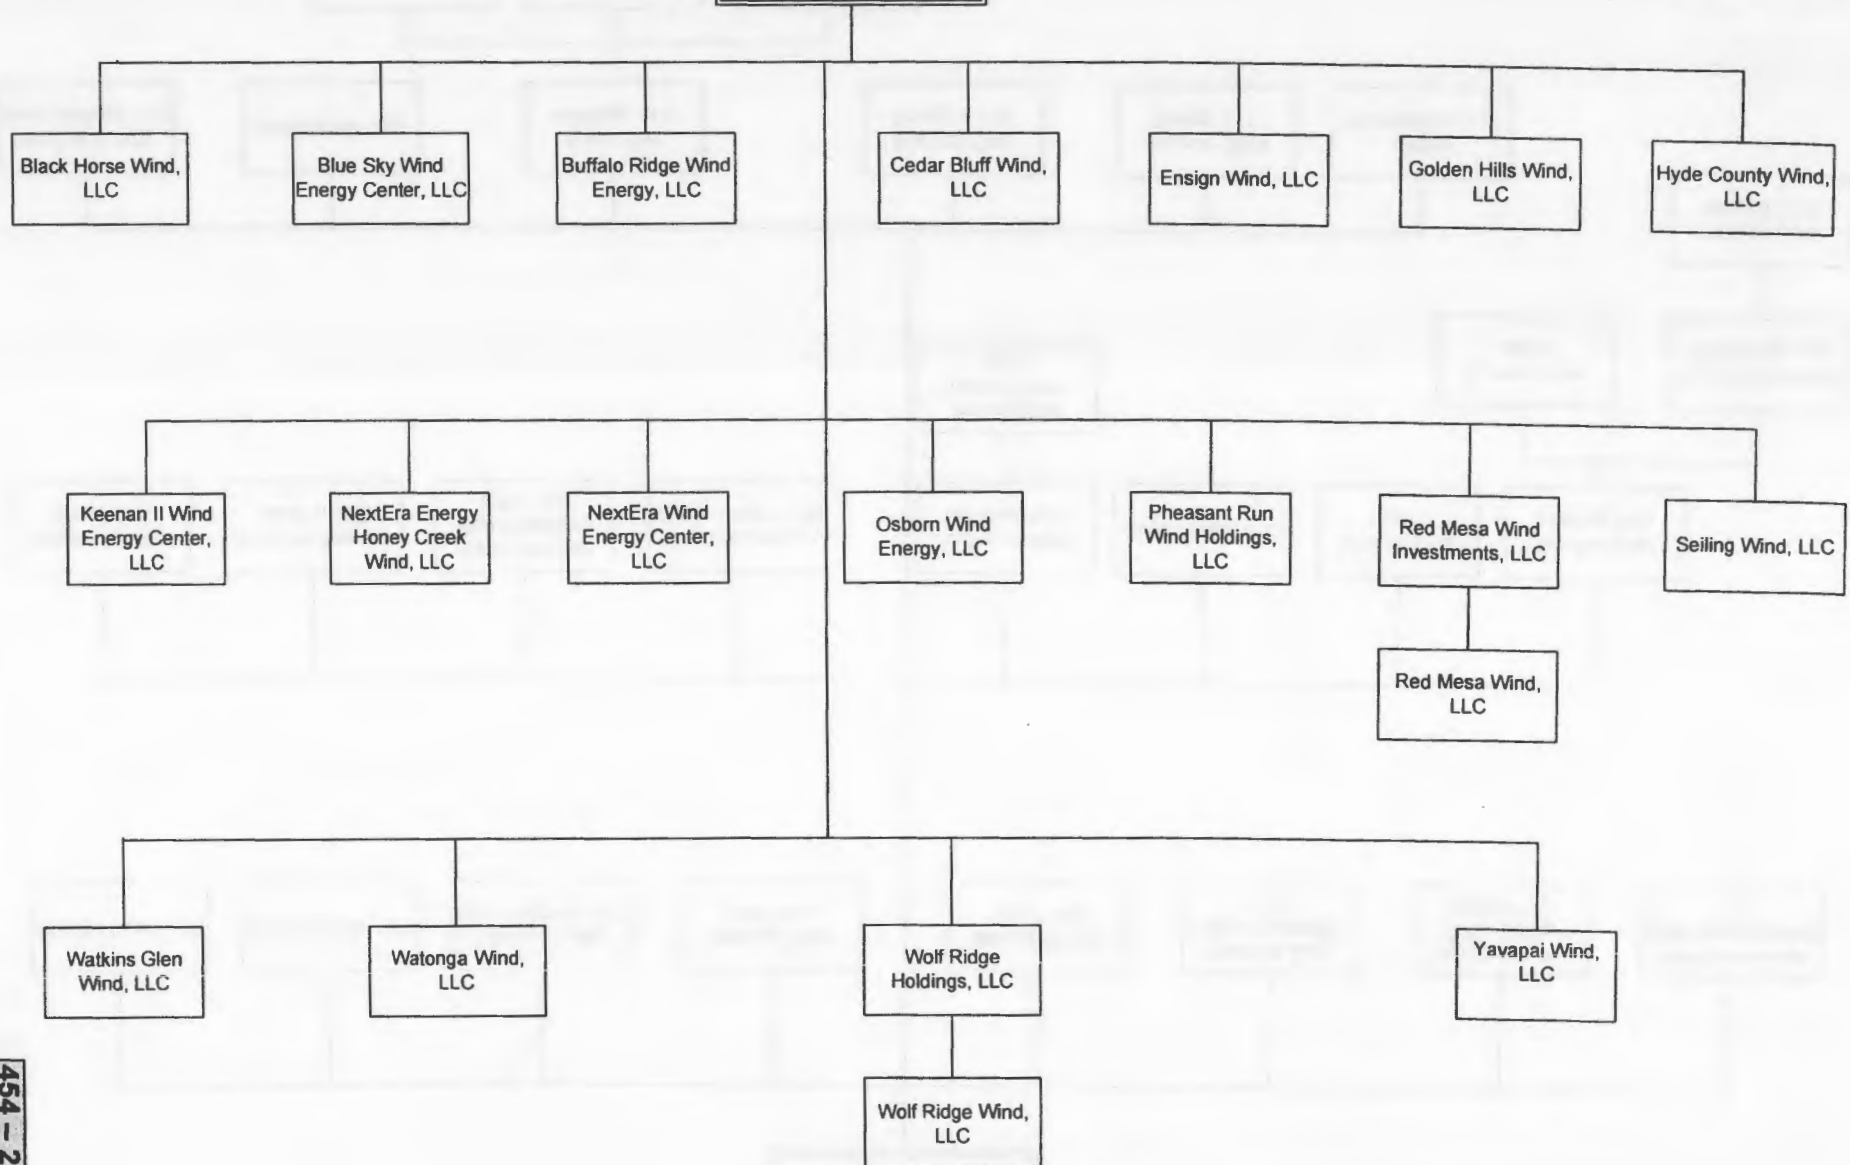 Black Horse Wind,
LLC
Blue Sky Wind
Energy Center, LLC
Buffalo Ridge Wind
Energy, LLC
Cedar Bluff Wind,
LLC
Ensign Wind, LLC
Golden Hills Wind,
LLC
Hyde County Wind,
LLC
Keenan II Wind
Energy Center,
LLC
NextEra Energy
Honey Creek
Wind, LLC
NextEra Wind
Energy Center,
LLC
Osborn Wind
Energy, LLC
Pheasant Run
Wind Holdings,
LLC
Red Mesa Wind
Investments, LLC
Seiling Wind, LLC
Red Mesa Wind,
LLC
Watkins Glen
Wind, LLC
Watonga Wind,
LLC
Wolf Ridge
Holdings, LLC
Yavapai Wind,
LLC
Wolf Ridge Wind,
LLC
454 – 2